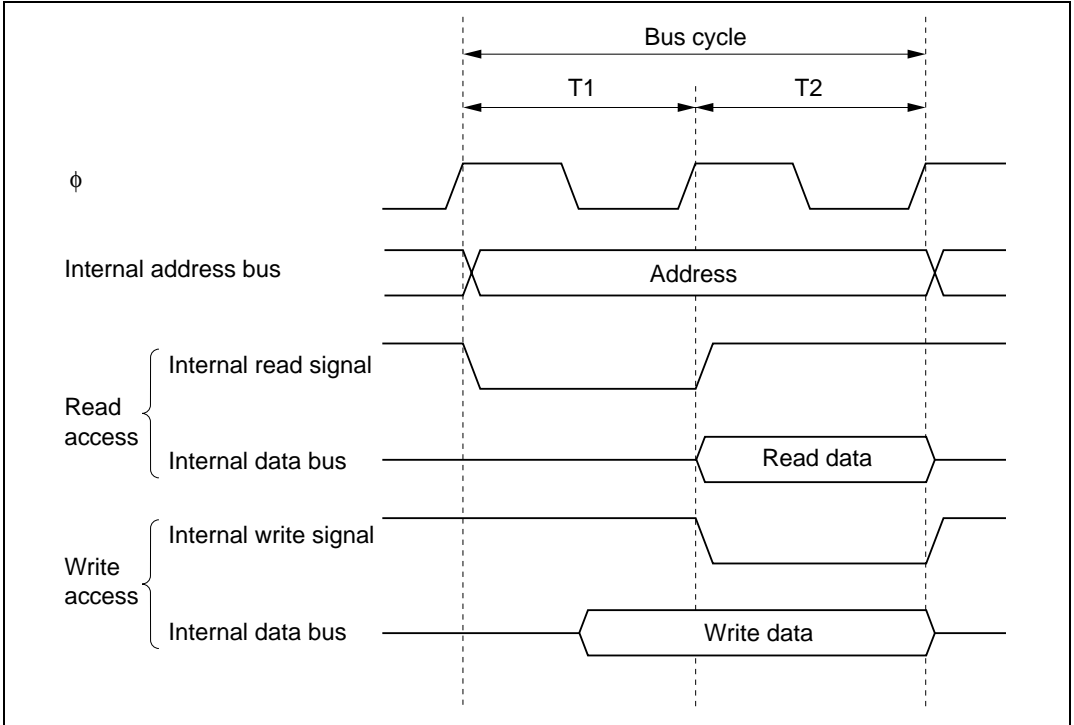 Bus cycle
T1 T2
ϕ
Internal address bus
Address
Internal read signal
Read
access
Internal data bus
Read data
Internal write signal
Write
access
Internal data bus
Write data